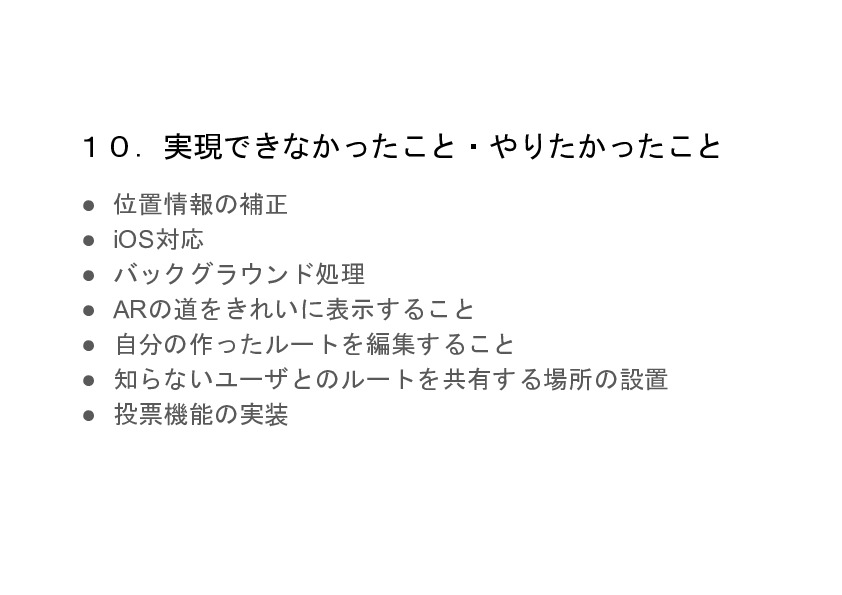 １０．実現できなかったこと・やりたかったこと
● 位置情報の補正
● iOS対応
● バックグラウンド処理
● ARの道をきれいに表示すること
● 自分の作ったルートを編集すること
● 知らないユーザとのルートを共有する場所の設置
● 投票機能の実装